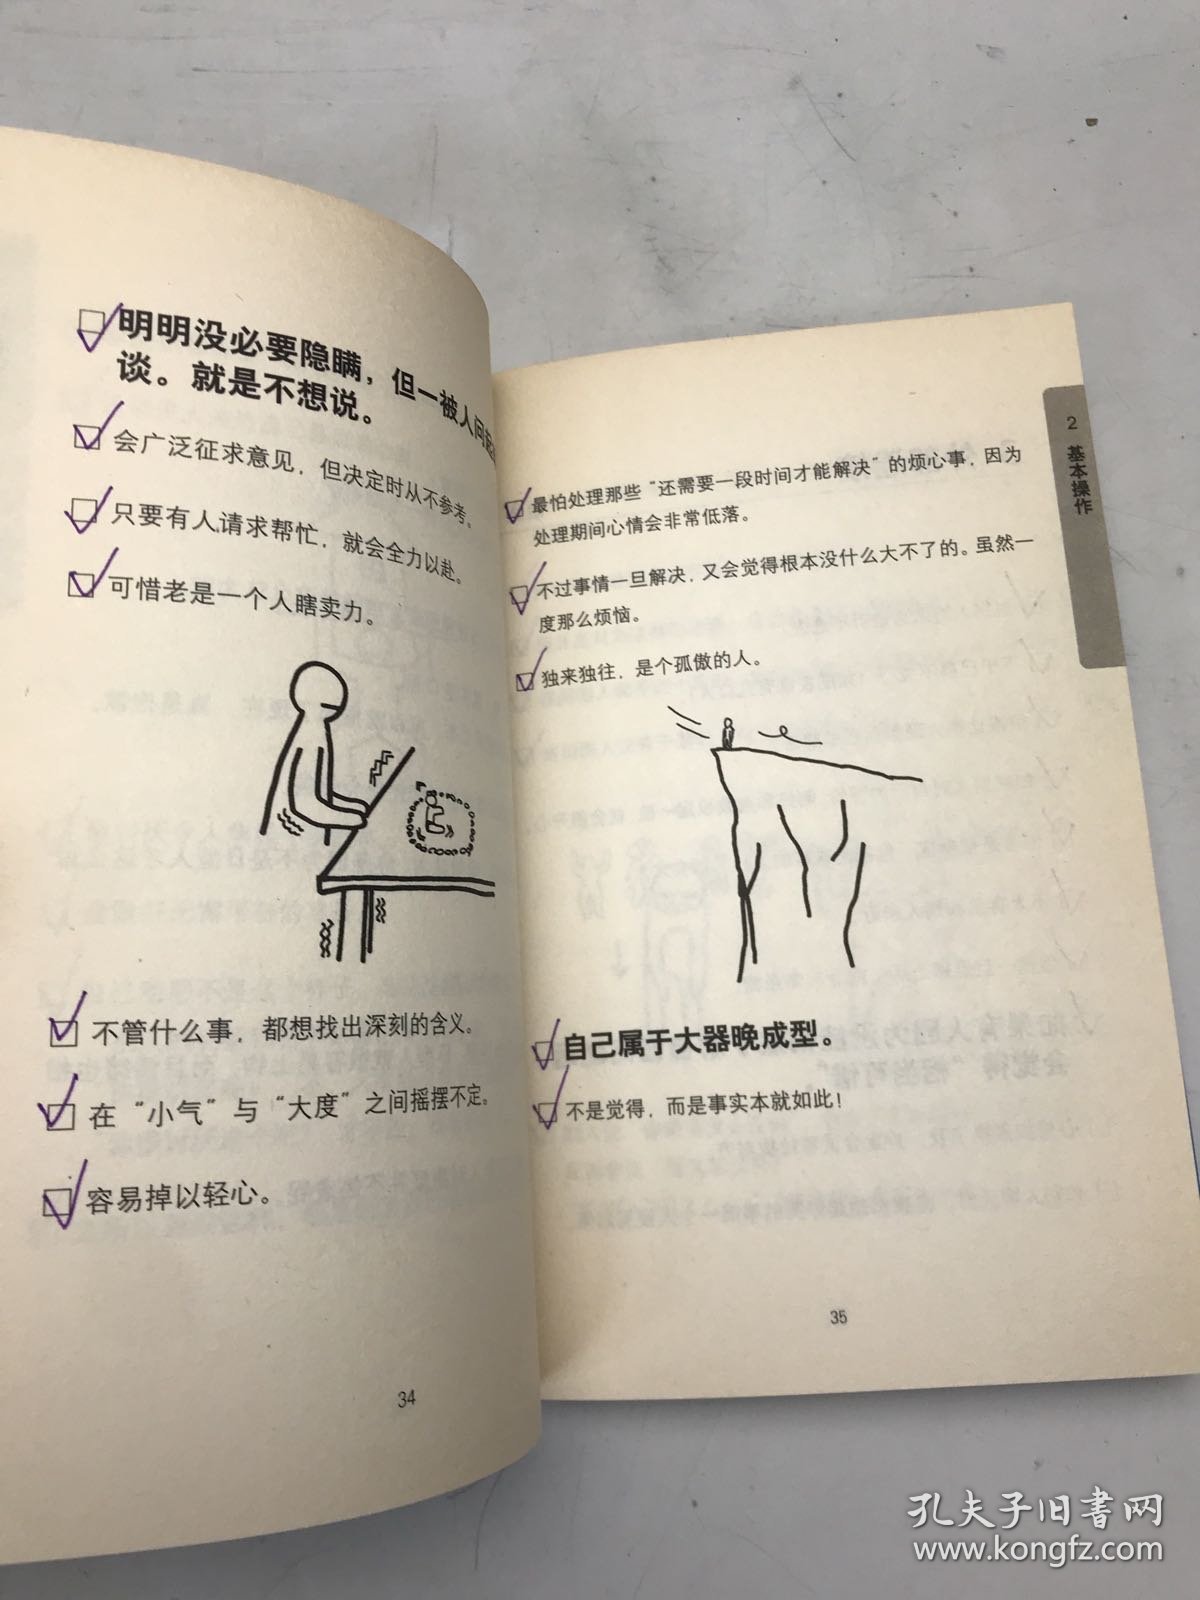 明明没必要隐瞒，但一被人问起
谈。就是不想说。
会广泛征求意见，但决定时从不参考。
只要有人请求帮忙，就会全力以赴。
可惜老是一个人瞎卖力。
不管什么事，都想找出深刻的含义。
在“小气”与“大度”之间摇摆不定。
容易掉以轻心。
34
2 基本操作
最怕处理那些“还需要一段时间才能解决”的烦心事，因为
处理期间心情会非常低落。
不过事情一旦解决，又会觉得根本没什么大不了的。虽然一
度那么烦恼。
独来独往，是个孤傲的人。
自己属于大器晚成型。
不是觉得，而是事实本就如此！
35
孔夫子旧书网
www.kongfz.com